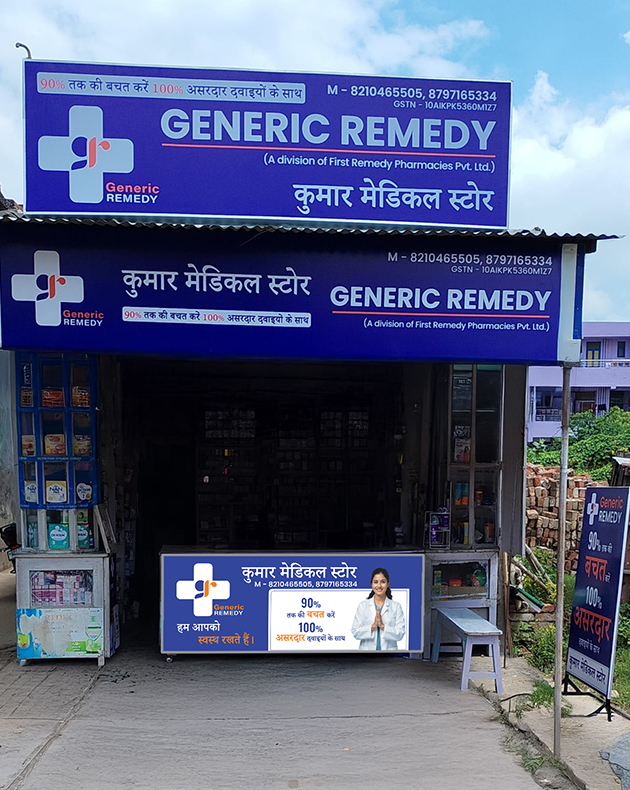 90% तक की बचत करें 100% असरदार दवाइयों के साथ
M - 8210465505, 8797165334
GSTN - 10AIKPK5360M1Z7
GENERIC REMEDY
(A division of First Remedy Pharmacies Pvt. Ltd.)
कुमार मेडिकल स्टोर
gr
Generic
REMEDY
M - 8210465505, 8797165334
GSTN - 10AIKPK5360M1Z7
कुमार मेडिकल स्टोर
GENERIC REMEDY
(A division of First Remedy Pharmacies Pvt. Ltd.)
90% तक की बचत करें 100% असरदार दवाइयों के साथ
gr
Generic
REMEDY
कुमार मेडिकल स्टोर
M - 8210465505, 8797165334
gr
Generic
REMEDY
हम आपको
स्वस्थ रखते हैं।
90%
तक की बचत करें
100%
असरदार दवाइयों के साथ
Generic
REMEDY
90%
तक की
बचत
करें
100%
असरदार
दवाइयों के साथ
कुमार मेडिकल स्टोर